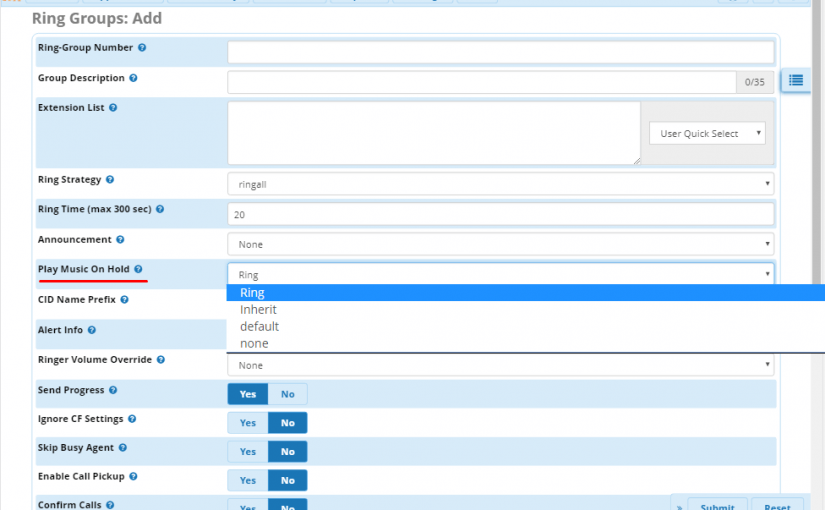 Ring Groups: Add
Ring-Group Number
Group Description 0/35
Extension List
User Quick Select
Ring Strategy ringall
Ring Time (max 300 sec) 20
Announcement None
Play Music On Hold Ring
Ring
CID Name Prefix
Inherit
default
Alert Info
none
Ringer Volume Override None
Send Progress Yes No
Ignore CF Settings Yes No
Skip Busy Agent Yes No
Enable Call Pickup Yes No
Confirm Calls Yes No
» Submit Reset